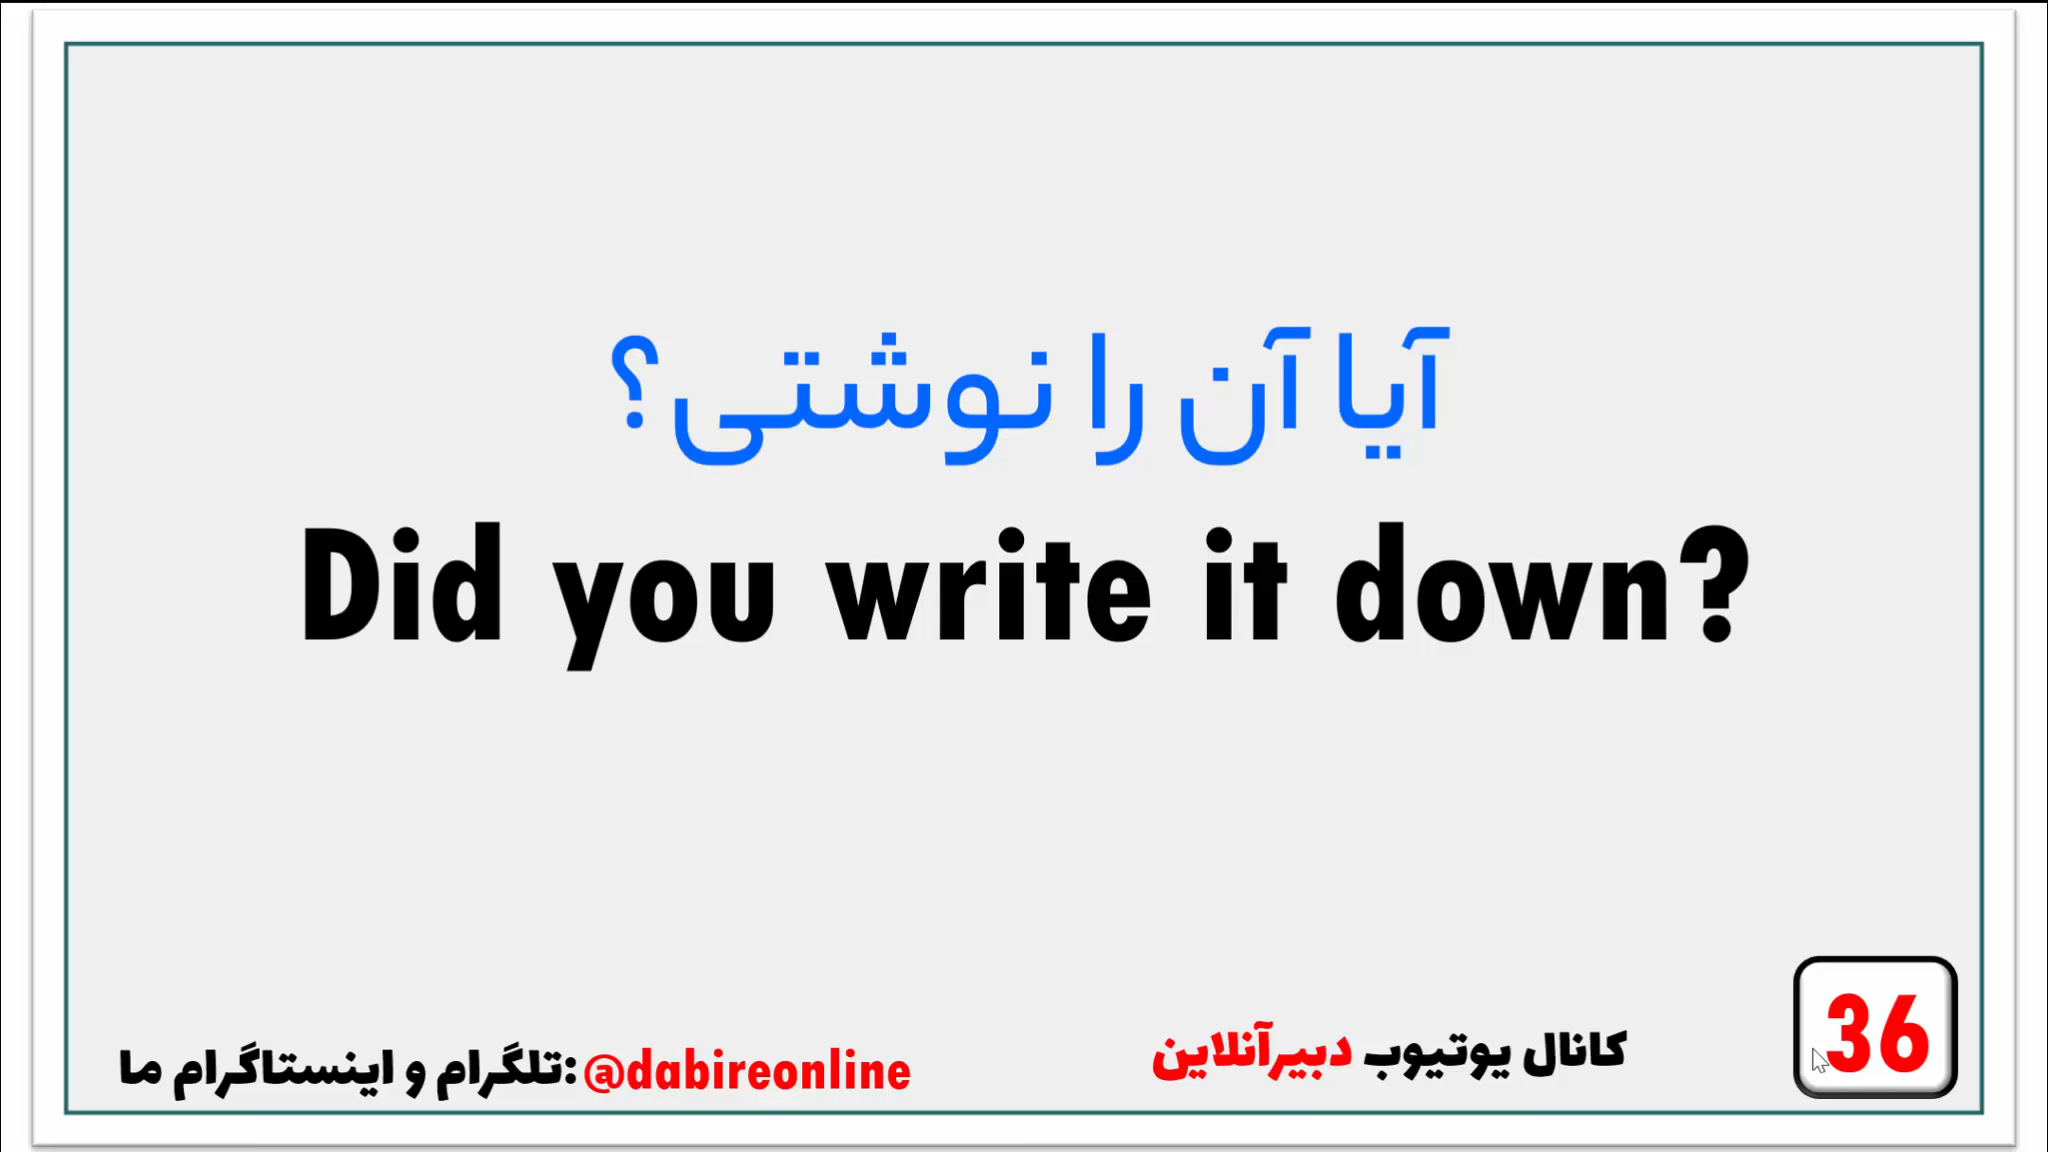 آیا آن را نوشتی؟
Did you write it down?
کانال یوتیوب دبیرآنلاین
تلگرام و اینستاگرام ما: @dabireonline
36